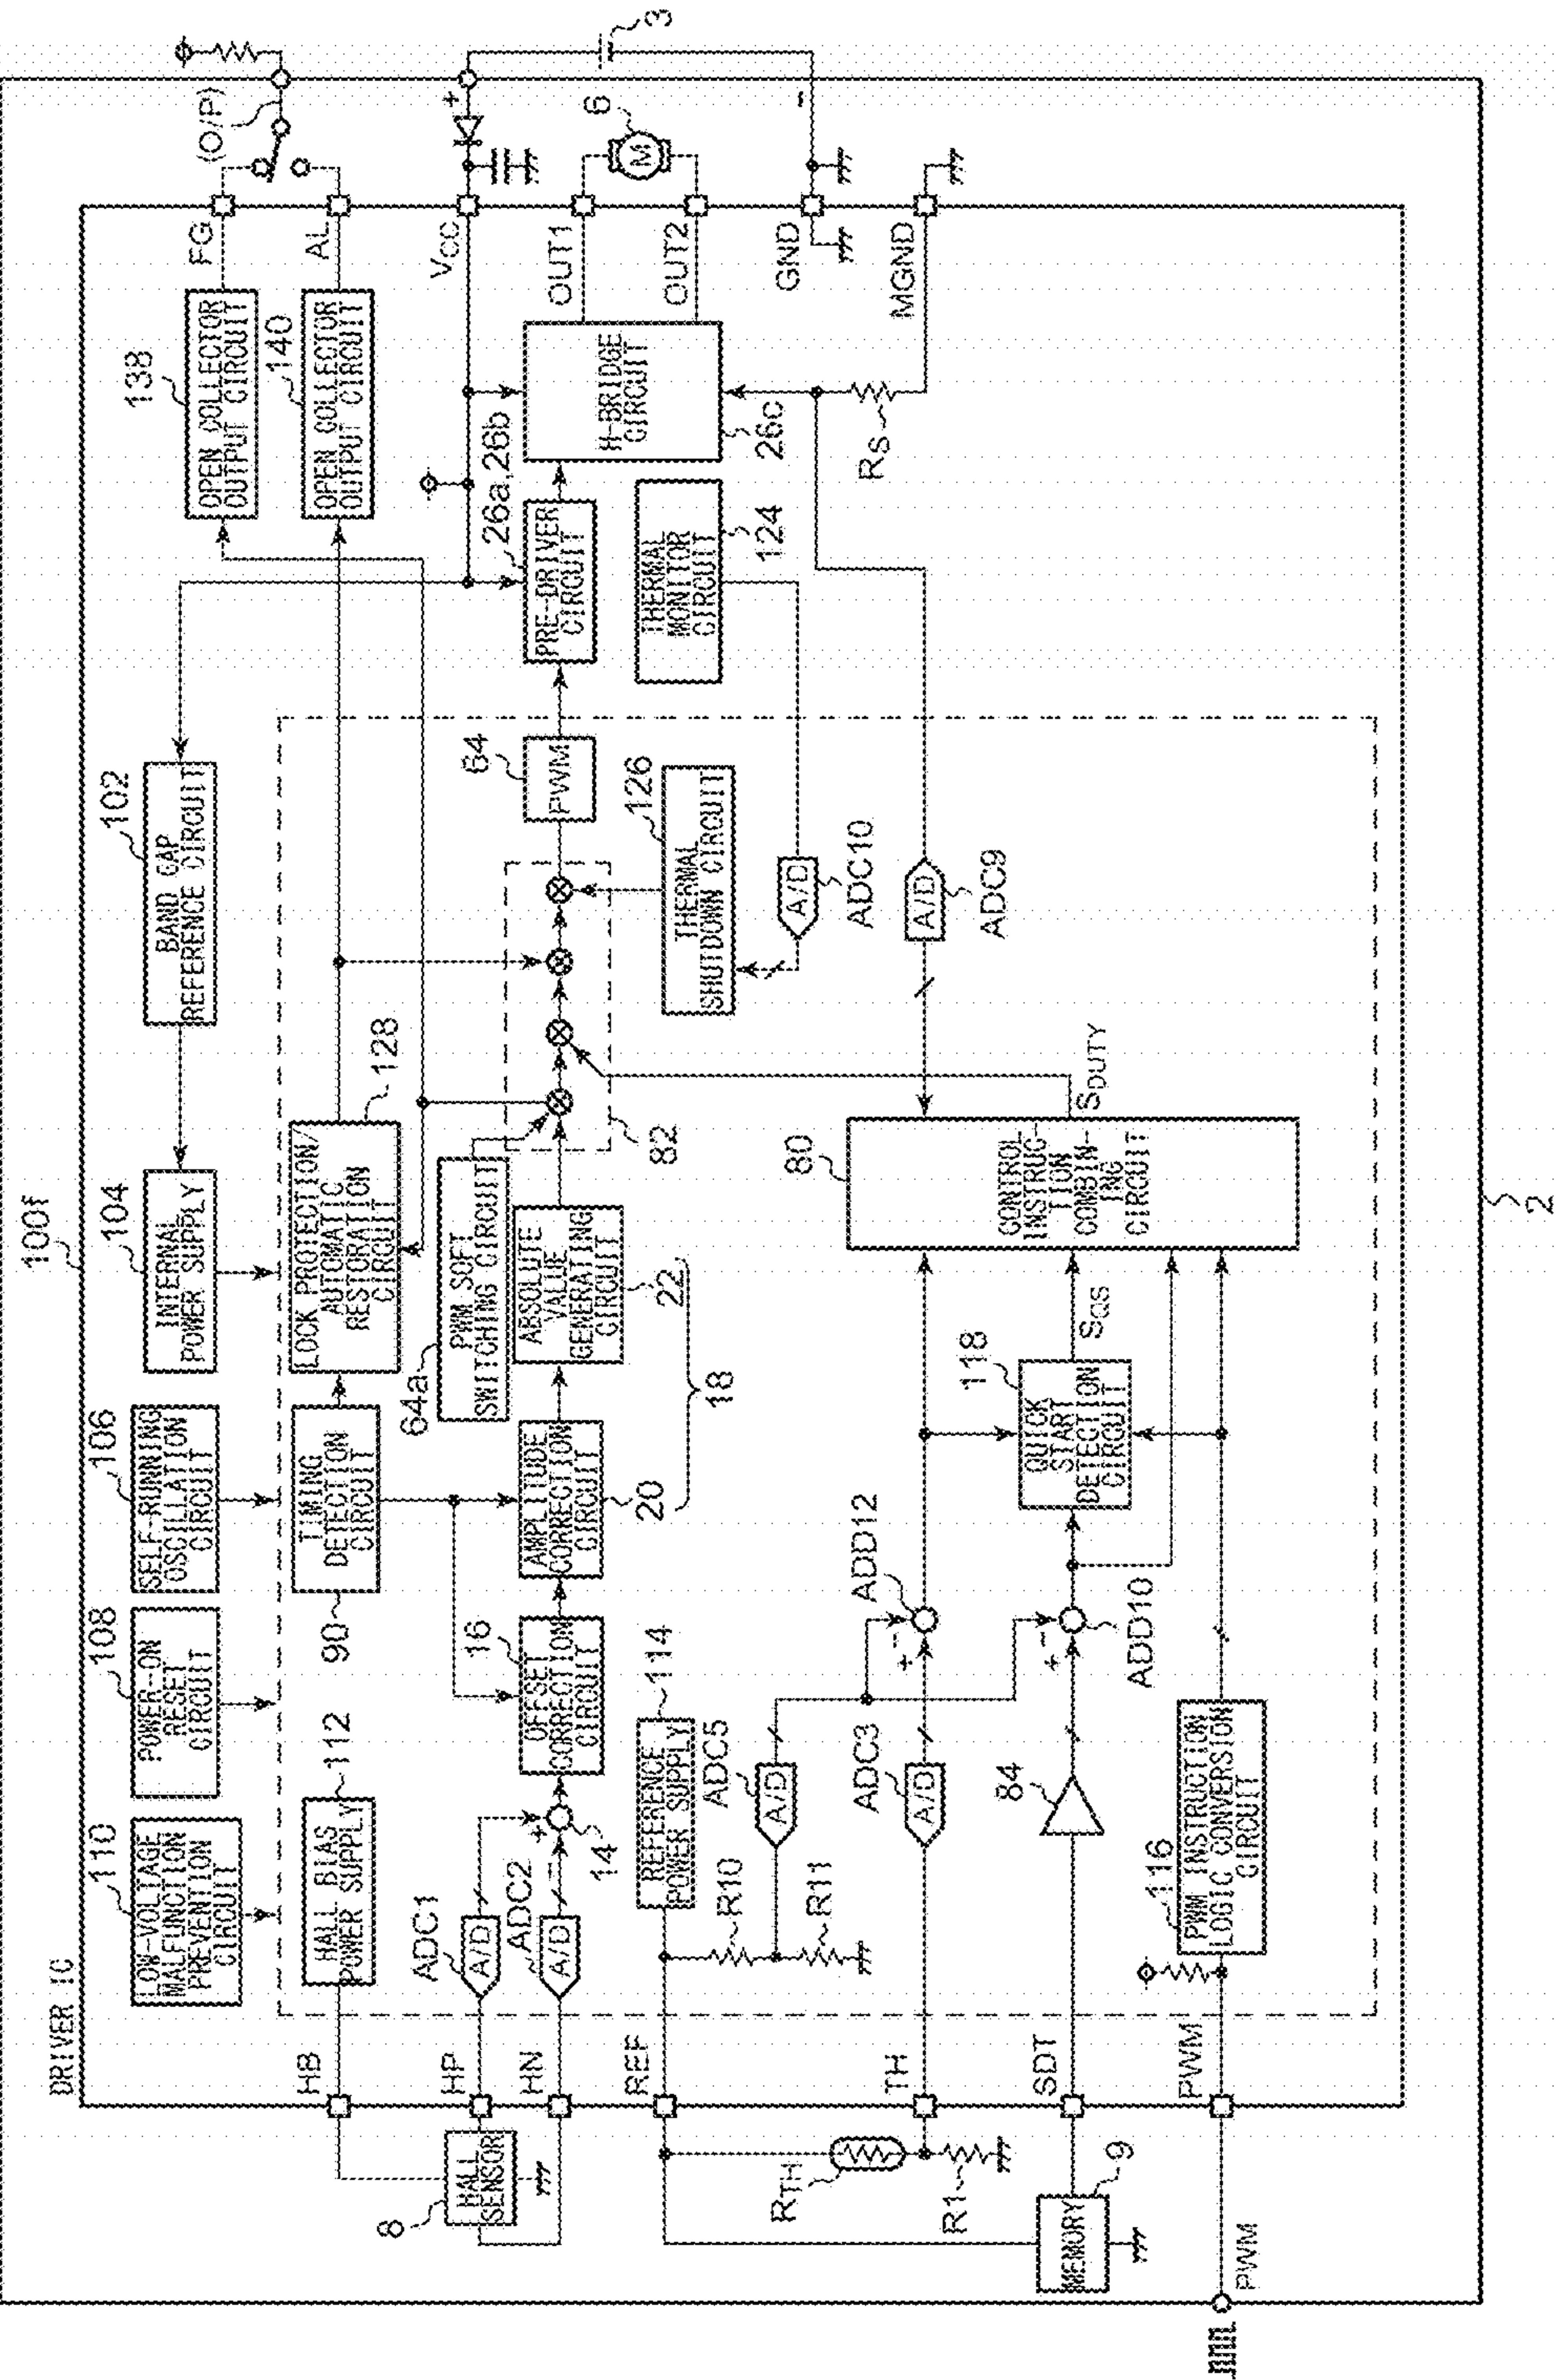 100f
2
DRIVER IC
110
LOW-VOLTAGE
MALFUNCTION
PREVENTION
CIRCUIT
108
POWER-ON
RESET
CIRCUIT
106
SELF-RUNNING
OSCILLATION
CIRCUIT
104
INTERNAL
POWER SUPPLY
102
BAND GAP
REFERENCE CIRCUIT
138
OPEN COLLECTOR
OUTPUT CIRCUIT
FG
(O/P)
140
OPEN COLLECTOR
OUTPUT CIRCUIT
AL
HB
112
HALL BIAS
POWER SUPPLY
90
TIMING
DETECTION
CIRCUIT
LOCK PROTECTION/
AUTOMATIC
RESTORATION
CIRCUIT
128
VCC
+
3
8
HALL
SENSOR
HP
ADC1
A/D
HN
ADC2
A/D
+
-
14
16
OFFSET
CORRECTION
CIRCUIT
AMPLITUDE
CORRECTION
CIRCUIT
20
64a
PWM SOFT
SWITCHING CIRCUIT
ABSOLUTE
VALUE
GENERATING
CIRCUIT
22
18
82
64
PWM
26a,26b
PRE-DRIVER
CIRCUIT
H-BRIDGE
CIRCUIT
26c
OUT1
OUT2
6
M
126
THERMAL
SHUTDOWN CIRCUIT
THERMAL
MONITOR
CIRCUIT
124
A/D
ADC10
GND
-
MGND
RS
A/D
ADC9
REF
REFERENCE
POWER SUPPLY
114
R10
R11
ADC5
A/D
RTH
R1
TH
ADC3
A/D
+
-
ADD12
MEMORY
9
SDT
84
+
-
ADD10
118
QUICK
START
DETECTION
CIRCUIT
SQS
80
CONTROL
INSTRUC-
TION
COMBIN-
ING
CIRCUIT
SDUTY
PWM
PWM
116
PWM INSTRUCTION
LOGIC CONVERSION
CIRCUIT